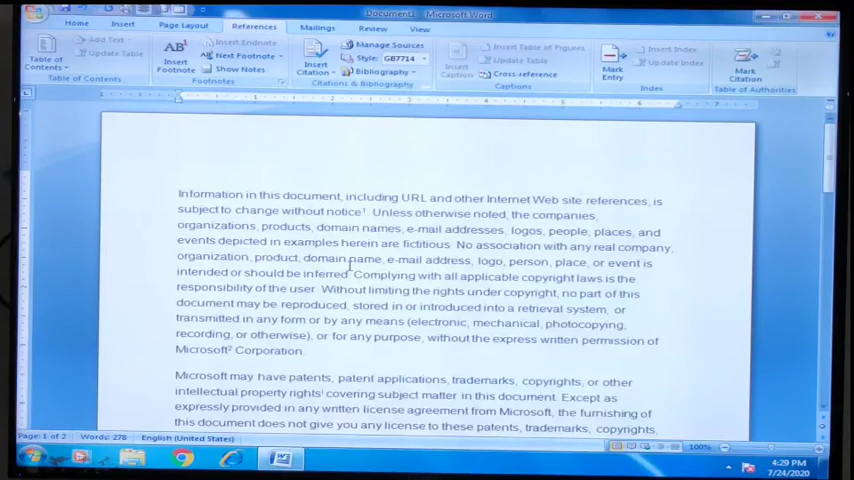 Document1 - Microsoft Word
Home Insert Page Layout References Mailings Review View
Add Text
Update Table
Table of
Contents
Table of Contents
AB1
Insert
Footnote
Insert Endnote
Next Footnote
Show Notes
Footnotes
Insert
Citation
Manage Sources
Style: GB7714
Bibliography
Citations & Bibliography
Insert
Caption
Insert Table of Figures
Update Table
Cross-reference
Captions
Mark
Entry
Insert Index
Update Index
Index
Mark
Citation
Table of Authorities
Information in this document, including URL and other Internet Web site references, is
subject to change without notice¹. Unless otherwise noted, the companies,
organizations, products, domain names, e-mail addresses, logos, people, places, and
events depicted in examples herein are fictitious. No association with any real company,
organization, product, domain name, e-mail address, logo, person, place, or event is
intended or should be inferred. Complying with all applicable copyright laws is the
responsibility of the user. Without limiting the rights under copyright, no part of this
document may be reproduced, stored in or introduced into a retrieval system, or
transmitted in any form or by any means (electronic, mechanical, photocopying,
recording, or otherwise), or for any purpose, without the express written permission of
Microsoft² Corporation.
Microsoft may have patents, patent applications, trademarks, copyrights, or other
intellectual property rightsⁱ covering subject matter in this document. Except as
expressly provided in any written license agreement from Microsoft, the furnishing of
this document does not give you any license to these patents, trademarks, copyrights,
Page: 1 of 2 Words: 278 English (United States) 100%
4:29 PM
7/24/2020